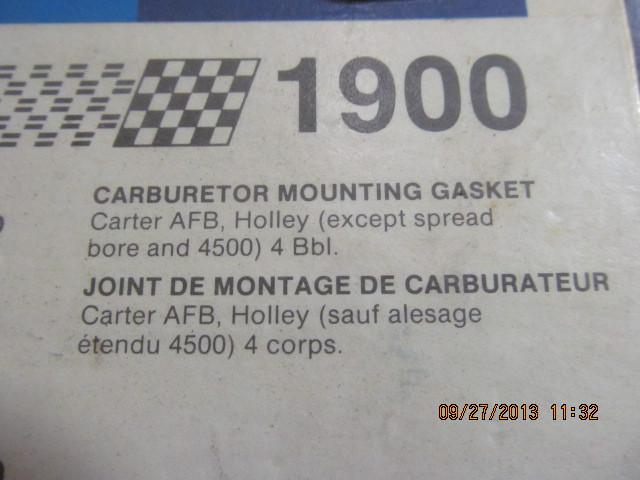 1900
CARBURETOR MOUNTING GASKET
Carter AFB, Holley (except spread
bore and 4500) 4 Bbl.
JOINT DE MONTAGE DE CARBURATEUR
Carter AFB, Holley (sauf alesage
étendu 4500) 4 corps.
09/27/2013 11:32